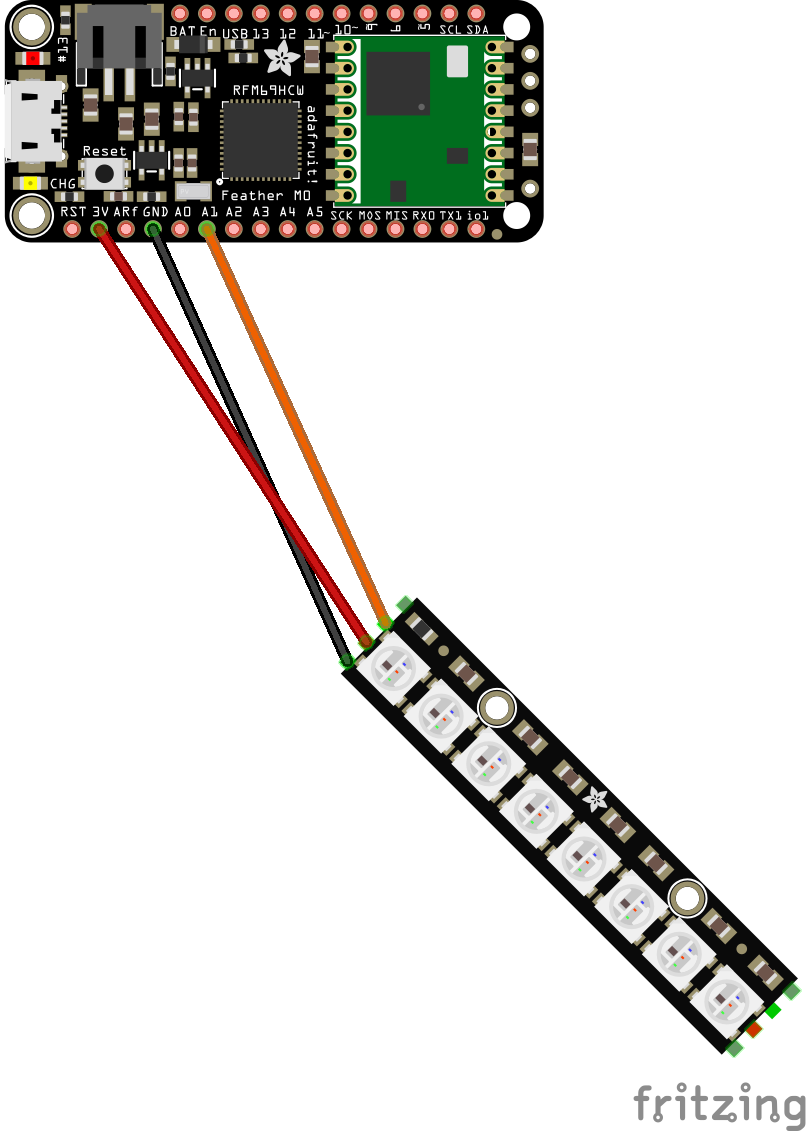 BAT En USB 13 12 11~ 10~ 9 6 5 SCL SDA
#13
RFM69HCW
adafruit!
Reset
CHG
Feather M0
RST 3V ARf GND A0 A1 A2 A3 A4 A5 SCK MOS MIS RX0 TX1 io1
fritzing